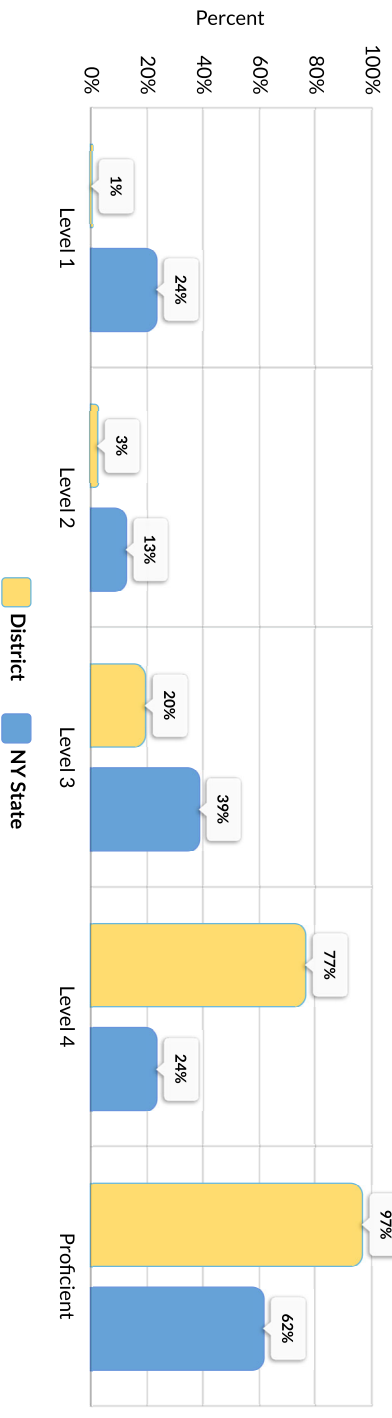 Percent
100%
80%
60%
40%
20%
0%
1%
24%
3%
13%
20%
39%
77%
24%
97%
62%
Level 1
Level 2
Level 3
Level 4
Proficient
District
NY State